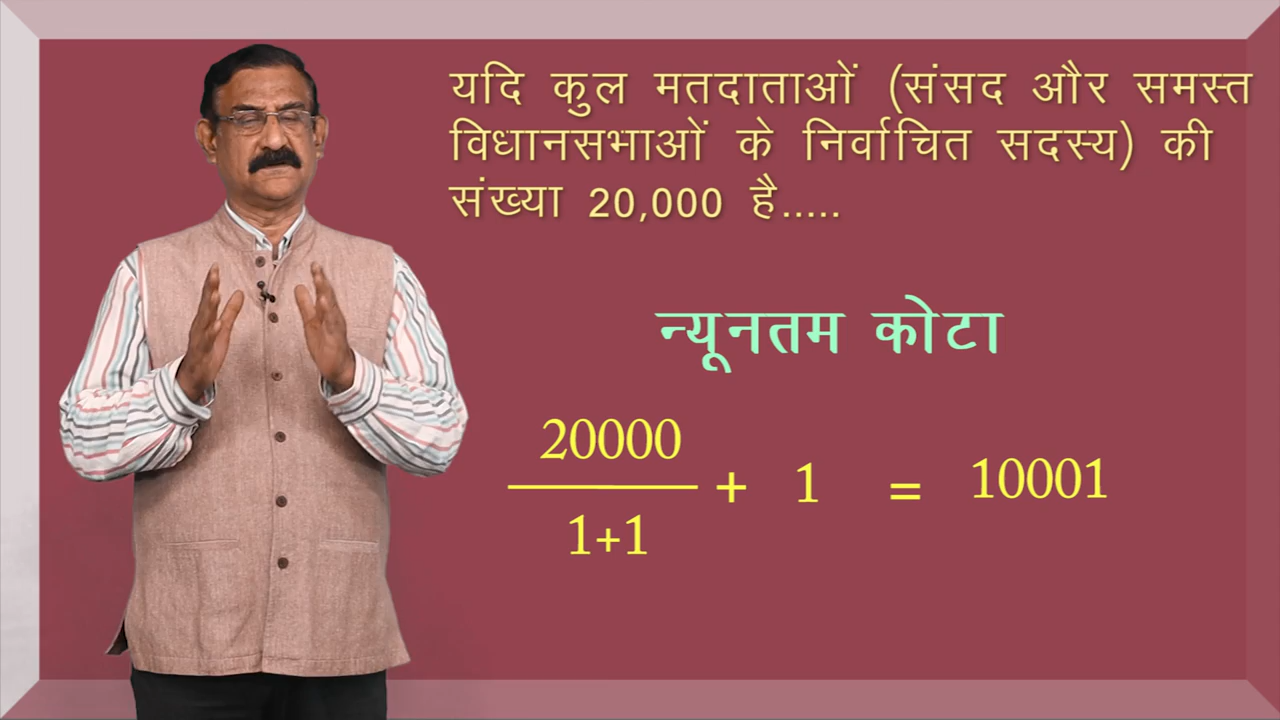 यदि कुल मतदाताओं (संसद और समस्त
विधानसभाओं के निर्वाचित सदस्य) की
संख्या 20,000 है.....
न्यूनतम कोटा
20000
1+1
+ 1 = 10001